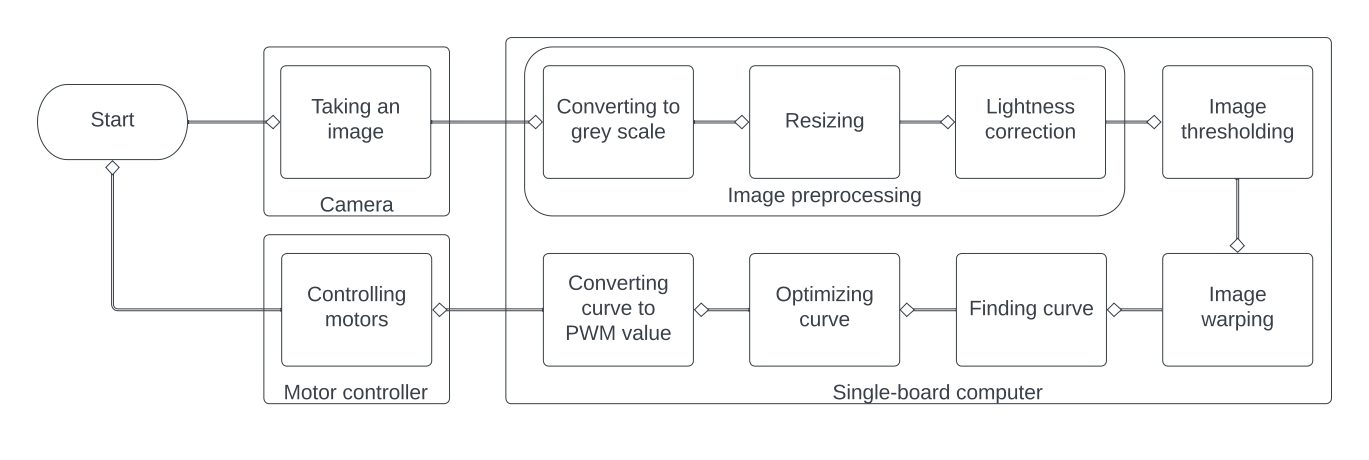 Start
Taking an
image
Camera
Converting to
grey scale
Resizing
Lightness
correction
Image preprocessing
Image
thresholding
Image
warping
Finding curve
Optimizing
curve
Converting
curve to
PWM value
Single-board computer
Controlling
motors
Motor controller